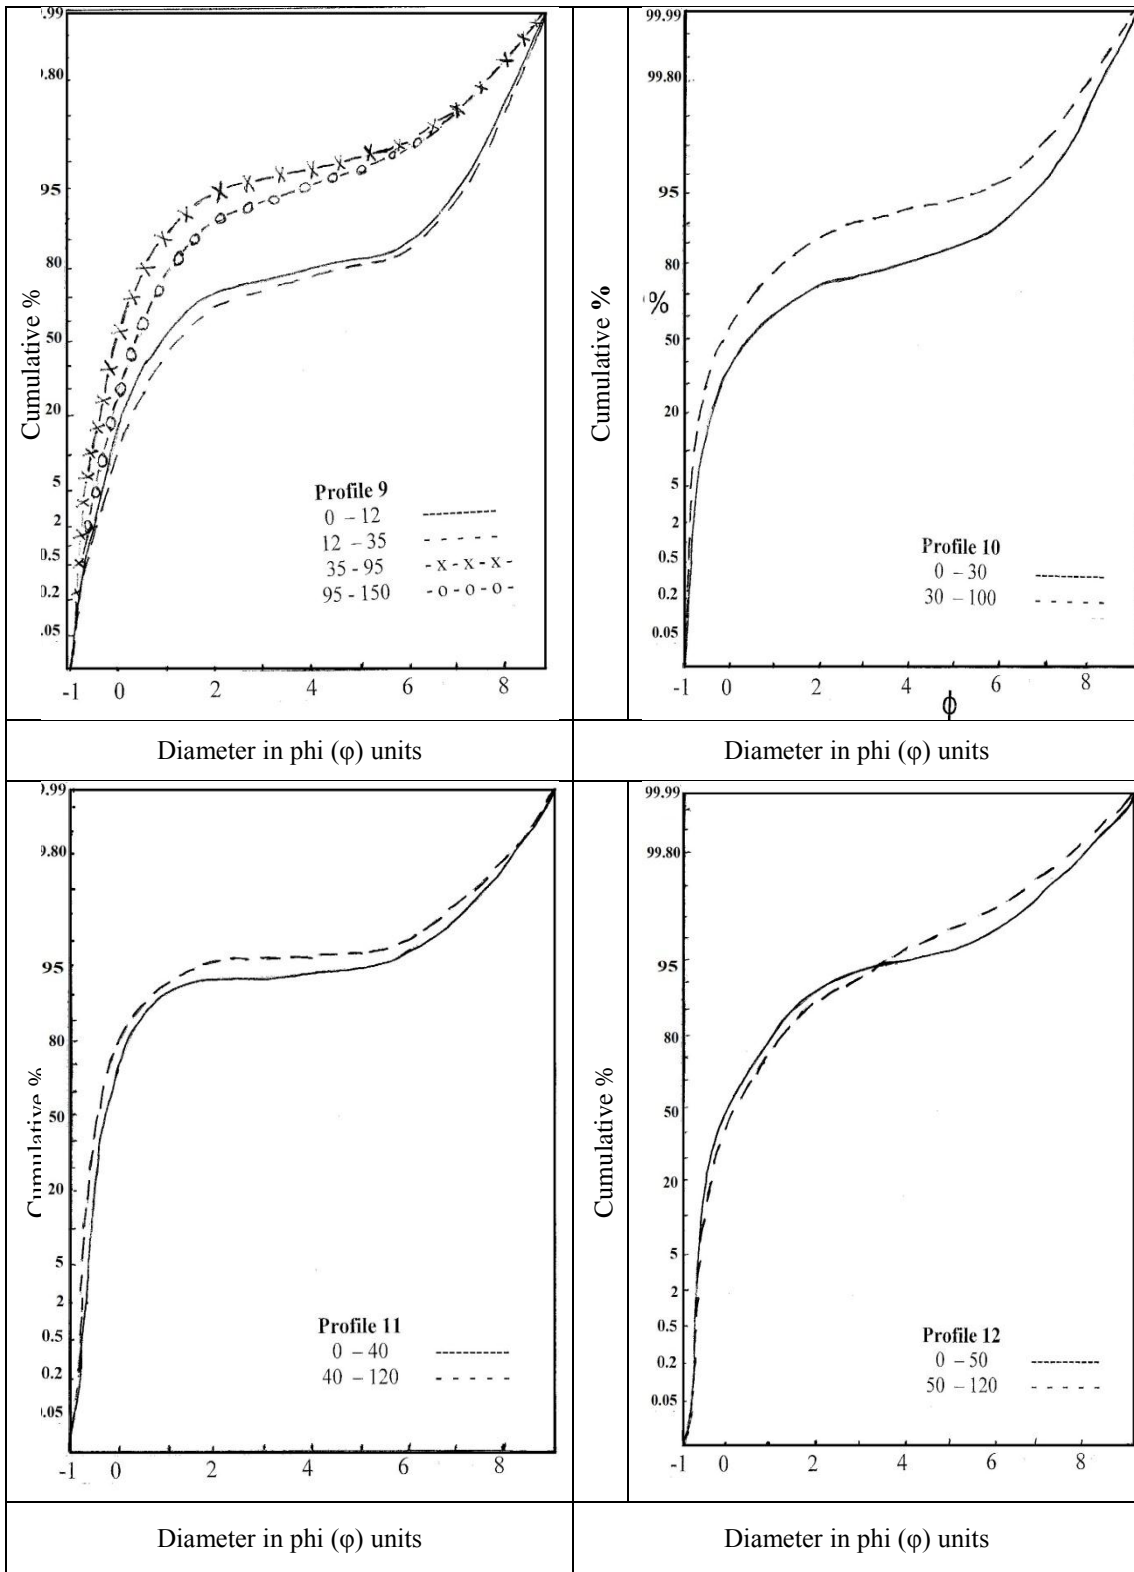 .99
).80
95
80
50
20
5
2
0.5
0.2
.05
Cumulative %
Profile 9
0 – 12 ----------
12 – 35 - - - - - -
35 - 95 - x - x - x -
95 - 150 - o - o - o -
-1 0 2 4 6 8
Diameter in phi (φ) units
99.99
99.80
95
80
50
20
5
2
0.5
0.2
0.05
Cumulative %
%
Profile 10
0 – 30 ----------
30 – 100 - - - - - -
-1 0 2 4 6 8
ϕ
Diameter in phi (φ) units
).99
9.80
95
80
50
20
5
2
0.5
0.2
.05
Cumulative %
Profile 11
0 – 40 ----------
40 – 120 - - - - - -
-1 0 2 4 6 8
Diameter in phi (φ) units
99.99
99.80
95
80
50
20
5
2
0.5
0.2
0.05
Cumulative %
Profile 12
0 – 50 ----------
50 – 120 - - - - - -
-1 0 2 4 6 8
Diameter in phi (φ) units